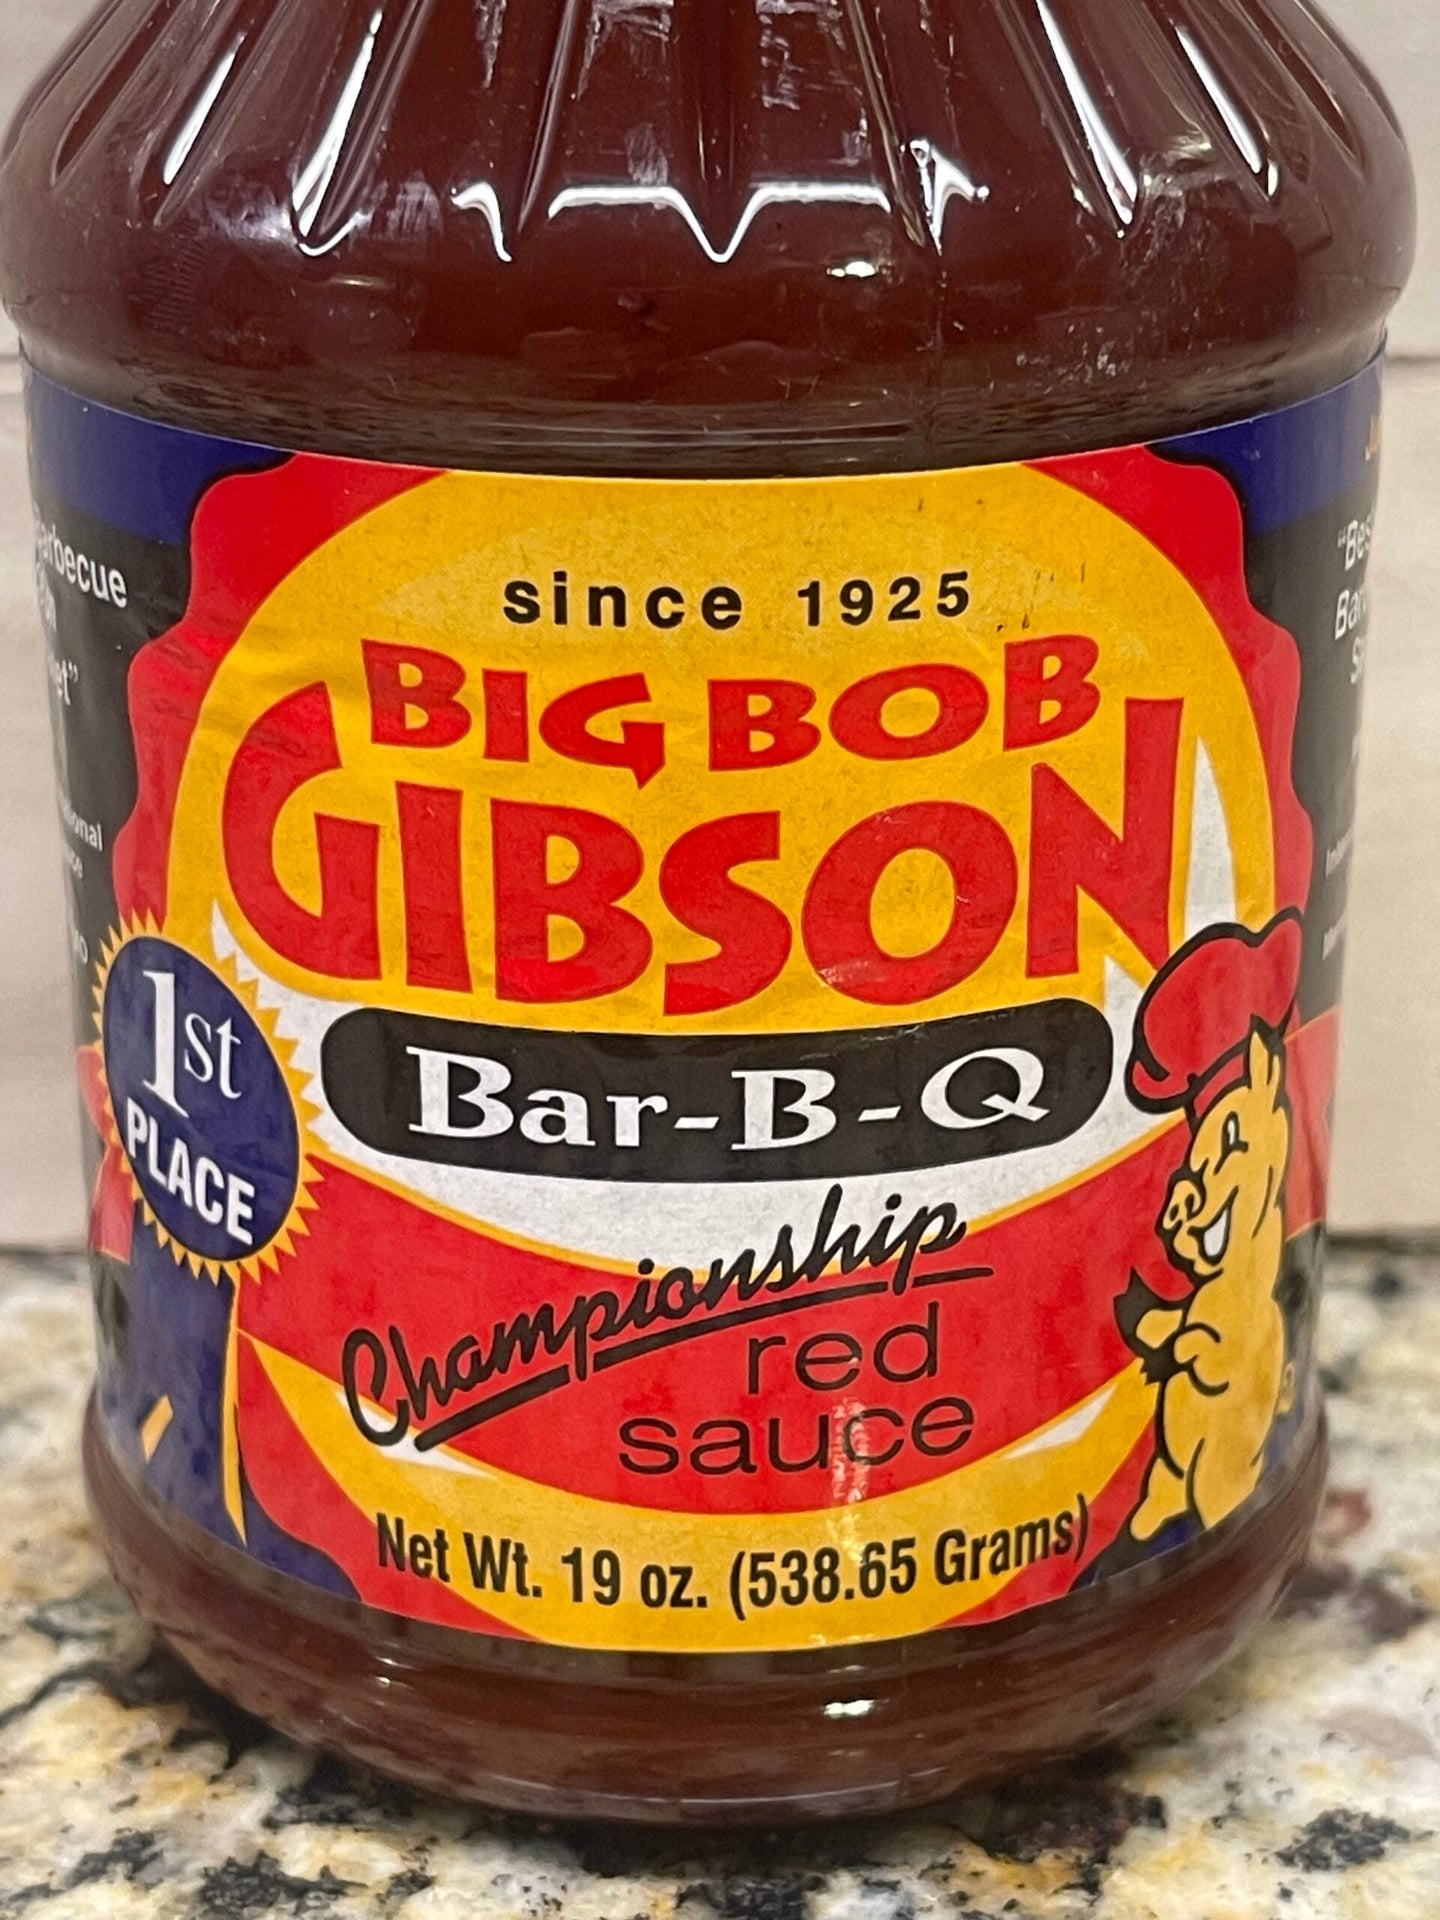 since 1925
BIG BOB
GIBSON
Bar-B-Q
1st
PLACE
Championship
red
sauce
Net Wt. 19 oz. (538.65 Grams)